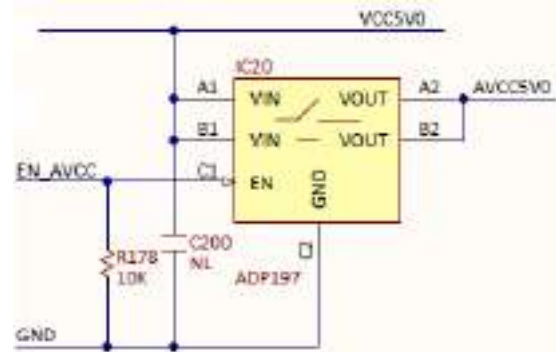 VCC5V0
IC20
A1 VIN VOUT A2 AVCC5V0
B1 VIN VOUT B2
EN_AVCC C1 EN
GND
R178 10K
C200 NL
ADP197
GND